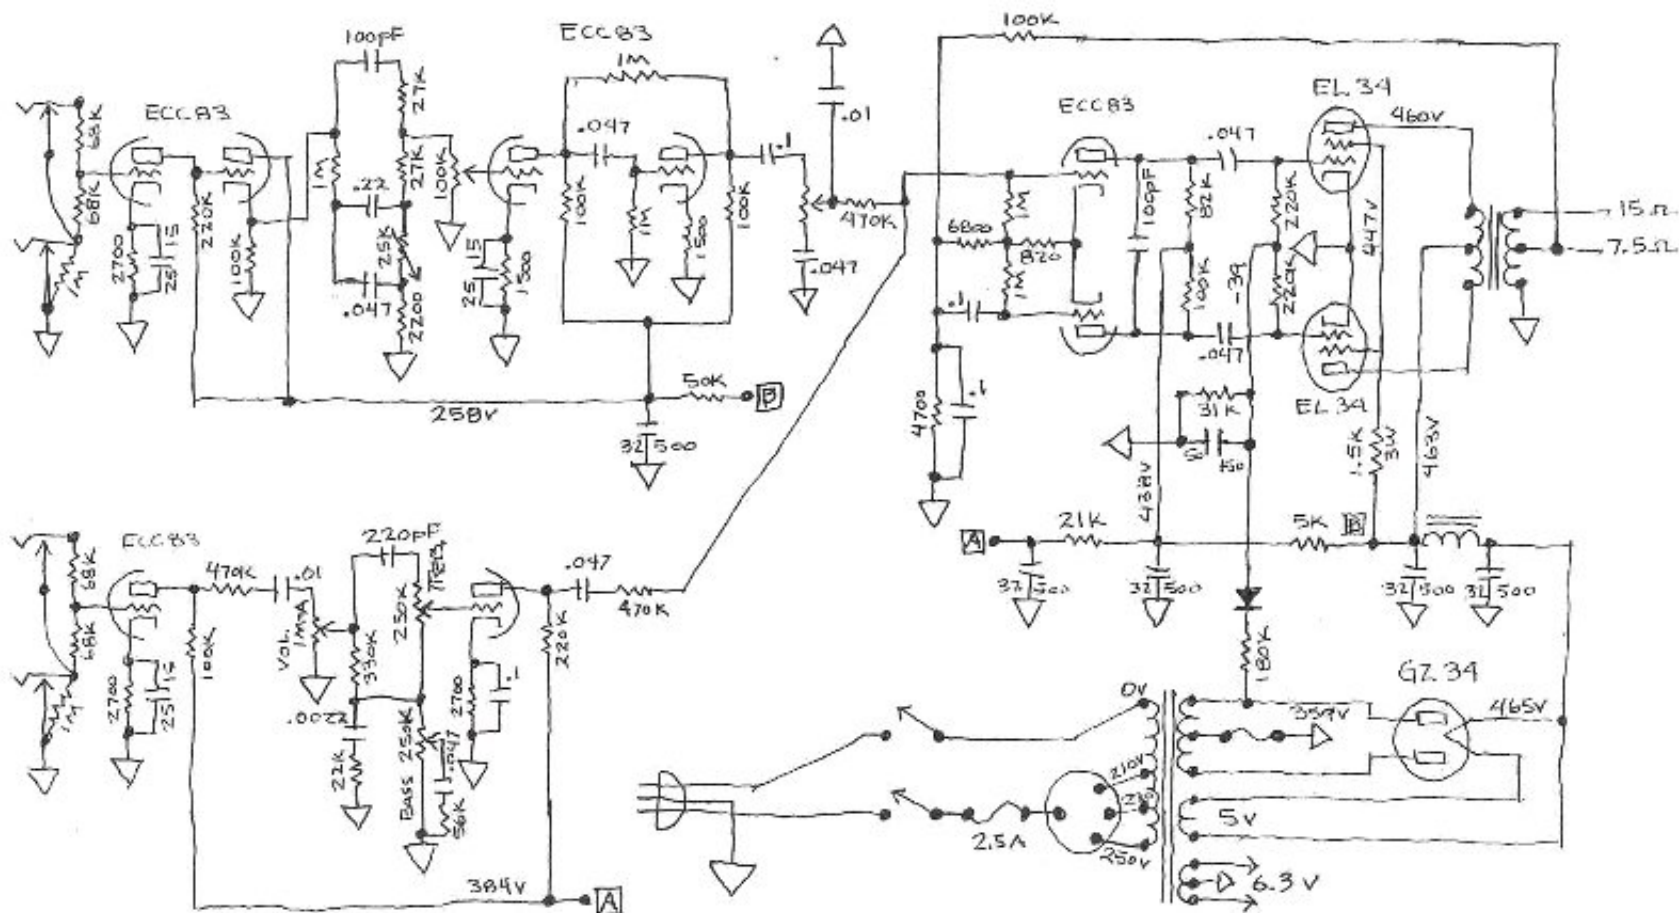 100pF
ECC83
1M
100K
ECC83
68K
27K
.047
.1
.01
ECC83
EL34
460V
.047
68K
1M
.22
27K
100K
100K
1M
1500
100K
470K
1M
100pF
82K
220K
447V
15Ω
7.5Ω
1M
2700
25 15
220K
100K
25K
.047
2200
25 15
1500
.047
6800
820
1M
.1
100K
-39
220K
.047
EL34
258V
50K
B
32 500
4700
.1
31K
50 150
438V
1.5K
3W
463V
A
21K
5K
B
32 500
32 500
32 500
32 500
ECC83
68K
470K
.01
220pF
TREB.
250K
.047
470K
68K
1M
2700
25 15
100K
VOL.
1MA
330K
.0022
22K
BASS 250K
.047
56K
2700
.1
220K
384V
A
180K
0V
359V
GZ34
465V
210V
250V
2.5A
5V
6.3V